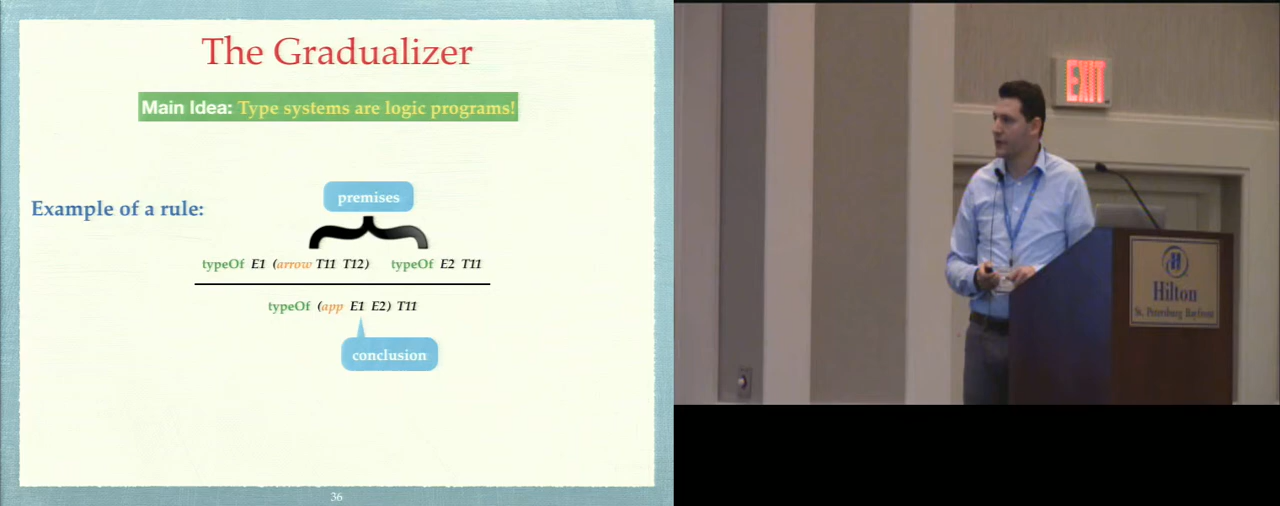 The Gradualizer
Main Idea: Type systems are logic programs!
premises
Example of a rule:
typeOf E1 (arrow T11 T12) typeOf E2 T11
typeOf (app E1 E2) T11
conclusion
36
EXIT
Hilton
St. Petersburg Bayfront